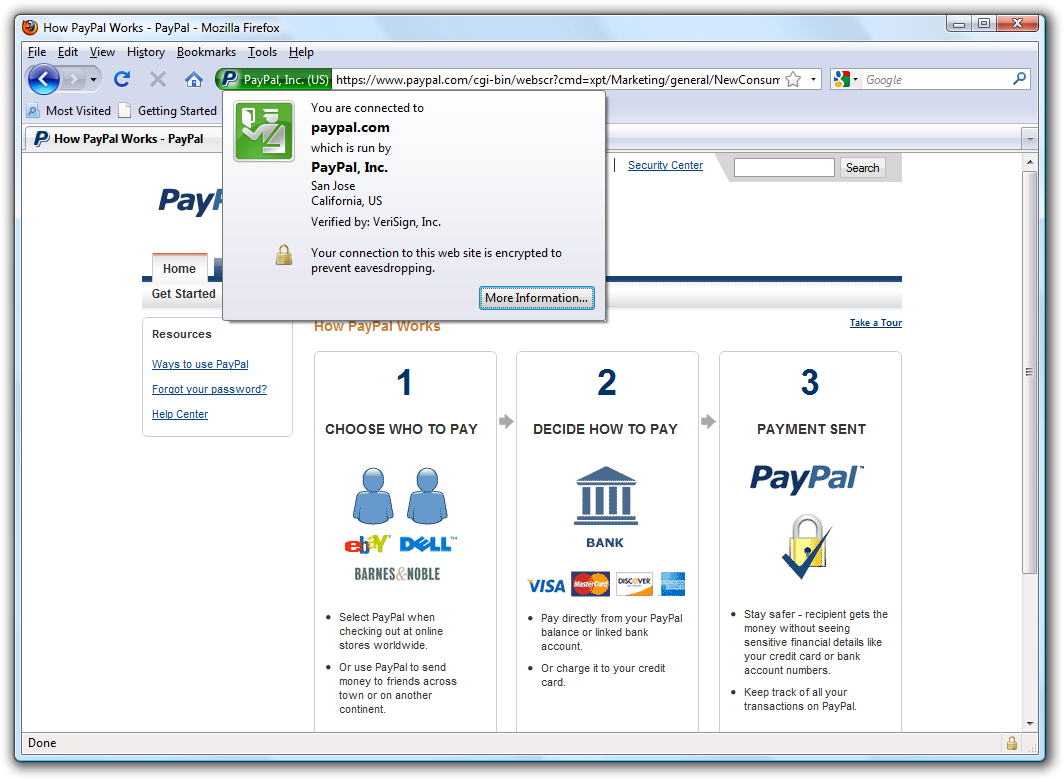 How PayPal Works - PayPal - Mozilla Firefox
File Edit View History Bookmarks Tools Help
PayPal, Inc. (US) https://www.paypal.com/cgi-bin/webscr?cmd=xpt/Marketing/general/NewConsum
Google
Most Visited Getting Started
How PayPal Works - PayPal
You are connected to
paypal.com
which is run by
PayPal, Inc.
San Jose
California, US
Verified by: VeriSign, Inc.
Your connection to this web site is encrypted to
prevent eavesdropping.
More Information...
| Security Center
Search
Home
Get Started
Resources
Ways to use PayPal
Forgot your password?
Help Center
How PayPal Works
Take a Tour
1
CHOOSE WHO TO PAY
ebaY DELL™
BARNES&NOBLE
• Select PayPal when
checking out at online
stores worldwide.
• Or use PayPal to send
money to friends across
town or on another
continent.
2
DECIDE HOW TO PAY
BANK
VISA MasterCard DISCOVER
• Pay directly from your PayPal
balance or linked bank
account.
• Or charge it to your credit
card.
3
PAYMENT SENT
PayPal™
• Stay safer - recipient gets the
money without seeing
sensitive financial details like
your credit card or bank
account numbers.
• Keep track of all your
transactions on PayPal.
Done